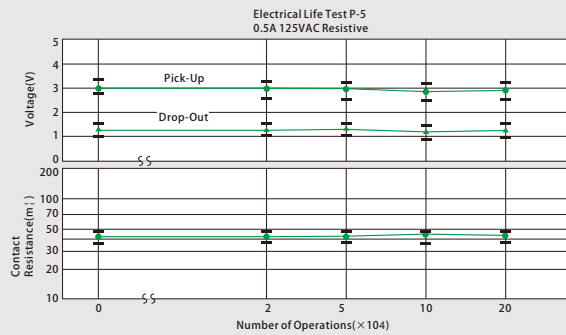 Electrical Life Test P-5
0.5A 125VAC Resistive
5
4
3
2
1
0
Voltage(V)
Pick-Up
Drop-Out
200
100
70
50
30
20
10
Contact
Resistance(m¦)
0
2
5
10
20
Number of Operations(×104)